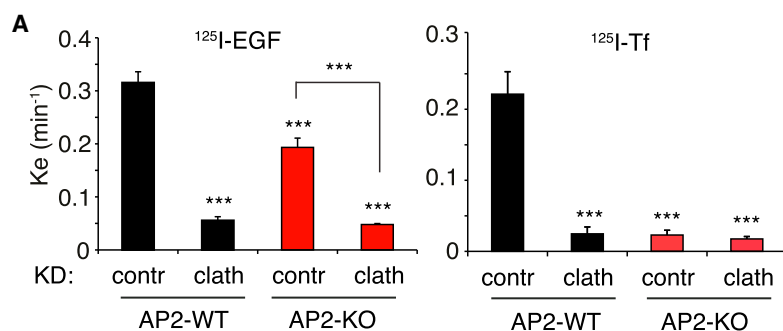 A
¹²⁵I-EGF
Ke (min⁻¹)
0.4
0.3
0.2
0.1
0
***
***
***
***
KD: contr clath contr clath
AP2-WT AP2-KO
¹²⁵I-Tf
0.3
0.2
0.1
0
***
***
***
contr clath contr clath
AP2-WT AP2-KO